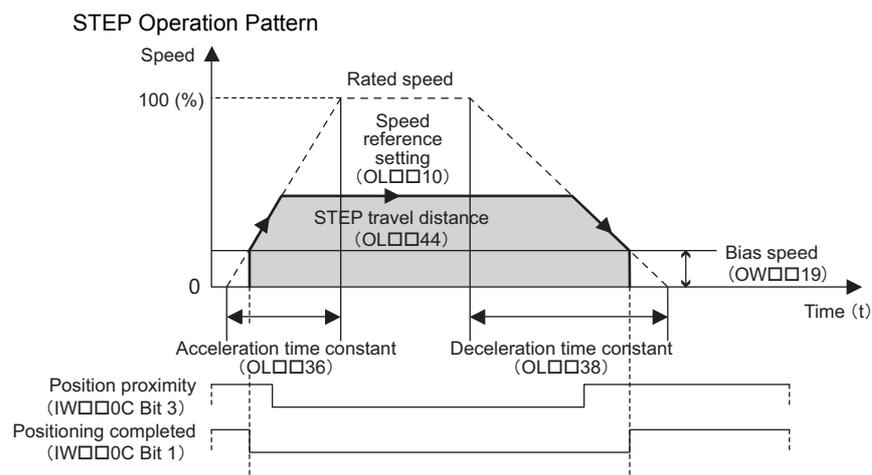 STEP Operation Pattern
Speed
Rated speed
100 (%)
Speed
reference
setting
(OL□□10)
STEP travel distance
(OL□□44)
Bias speed
(OW□□19)
0
Time (t)
Acceleration time constant
(OL□□36)
Deceleration time constant
(OL□□38)
Position proximity
(IW□□0C Bit 3)
Positioning completed
(IW□□0C Bit 1)